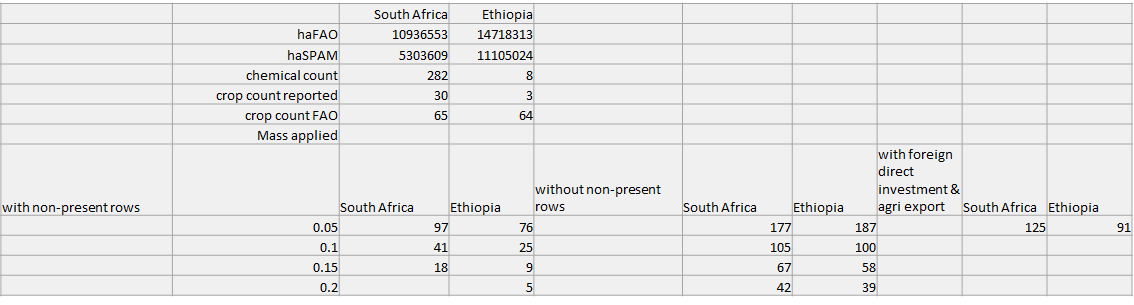 South Africa Ethiopia
haFAO 10936553 14718313
haSPAM 5303609 11105024
chemical count 282 8
crop count reported 30 3
crop count FAO 65 64
Mass applied
with non-present rows South Africa Ethiopia without non-present rows South Africa Ethiopia with foreign direct investment & agri export South Africa Ethiopia
0.05 97 76 177 187 125 91
0.1 41 25 105 100
0.15 18 9 67 58
0.2 5 42 39